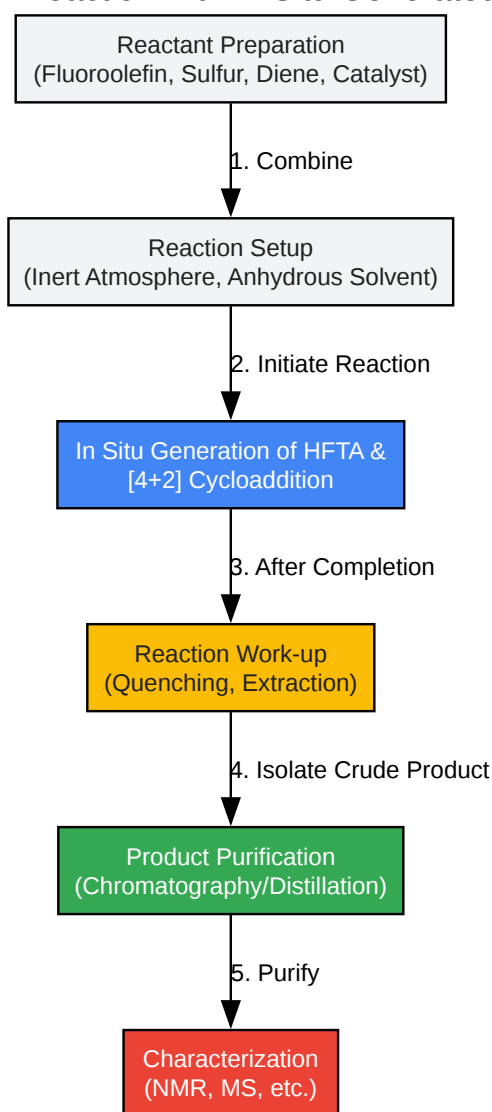 Reactant Preparation
(Fluoroolefin, Sulfur, Diene, Catalyst)
1. Combine
Reaction Setup
(Inert Atmosphere, Anhydrous Solvent)
2. Initiate Reaction
In Situ Generation of HFTA &
[4+2] Cycloaddition
3. After Completion
Reaction Work-up
(Quenching, Extraction)
4. Isolate Crude Product
Product Purification
(Chromatography/Distillation)
5. Purify
Characterization
(NMR, MS, etc.)